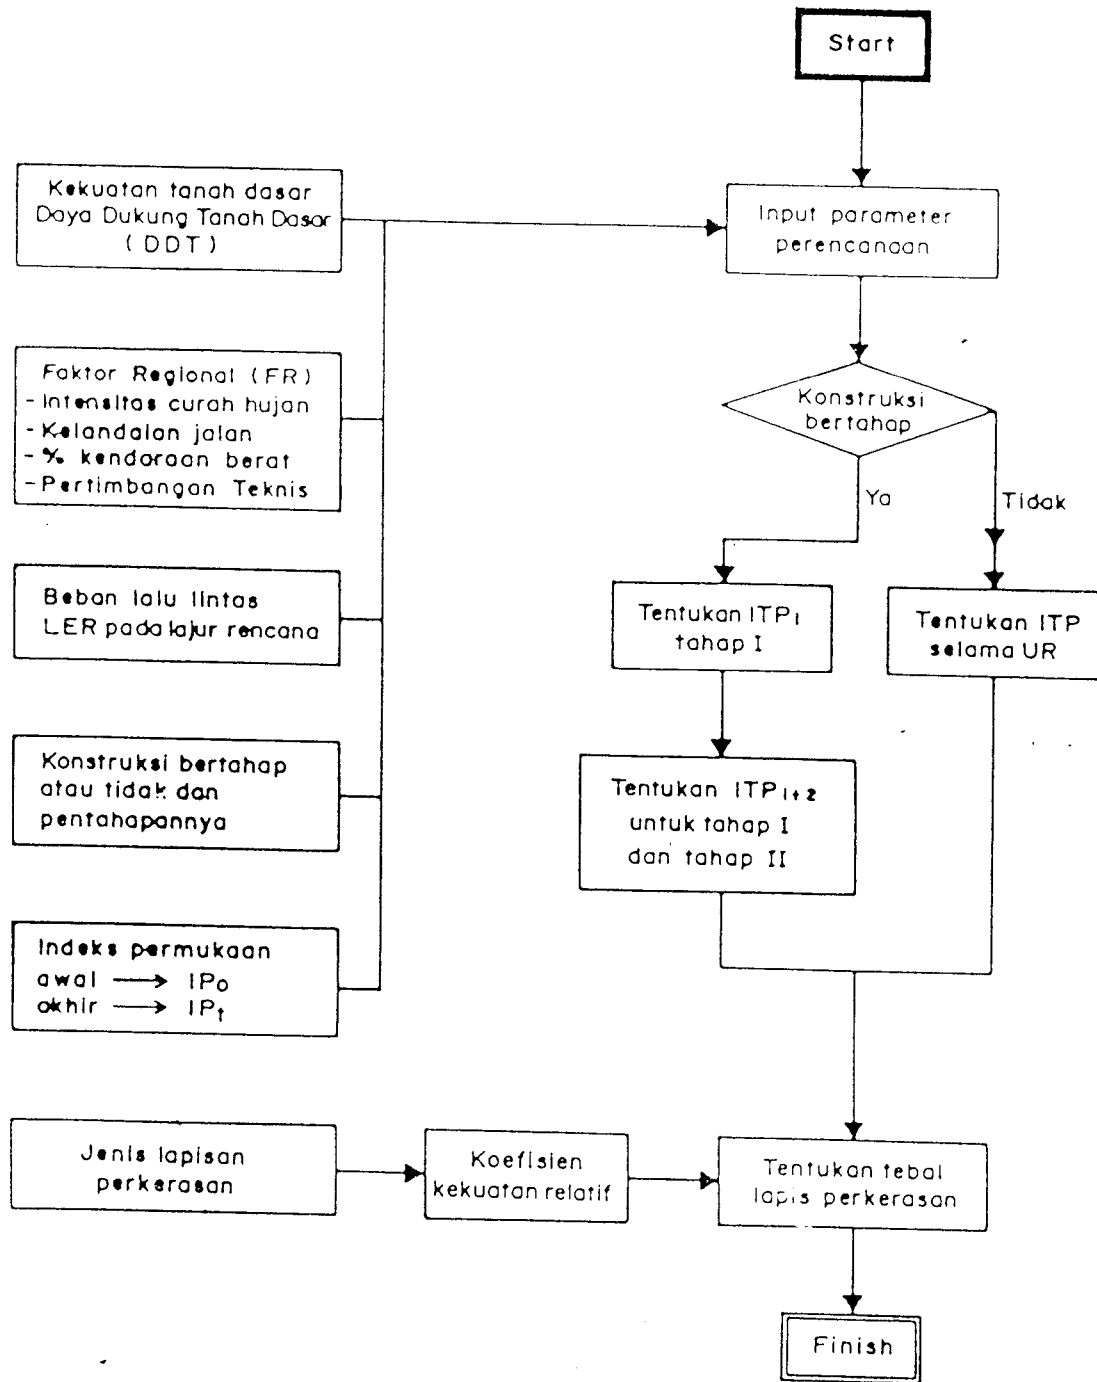 Start
Kekuatan tanah dasar
Daya Dukung Tanah Dasar
( DDT )
Input parameter
perencanaan
Faktor Regional (FR)
- Intensitas curah hujan
- Kelandaian jalan
- % kendaraan berat
- Pertimbangan Teknis
Konstruksi
bertahap
Ya
Tidak
Beban lalu lintas
LER pada lajur rencana
Tentukan ITP₁
tahap I
Tentukan ITP
selama UR
Konstruksi bertahap
atau tidak dan
pentahapannya
Tentukan ITP₁₊₂
untuk tahap I
dan tahap II
Indeks permukaan
awal ⟶ IPo
akhir ⟶ IPt
Jenis lapisan
perkerasan
Koefisien
kekuatan relatif
Tentukan tebal
lapis perkerasan
Finish